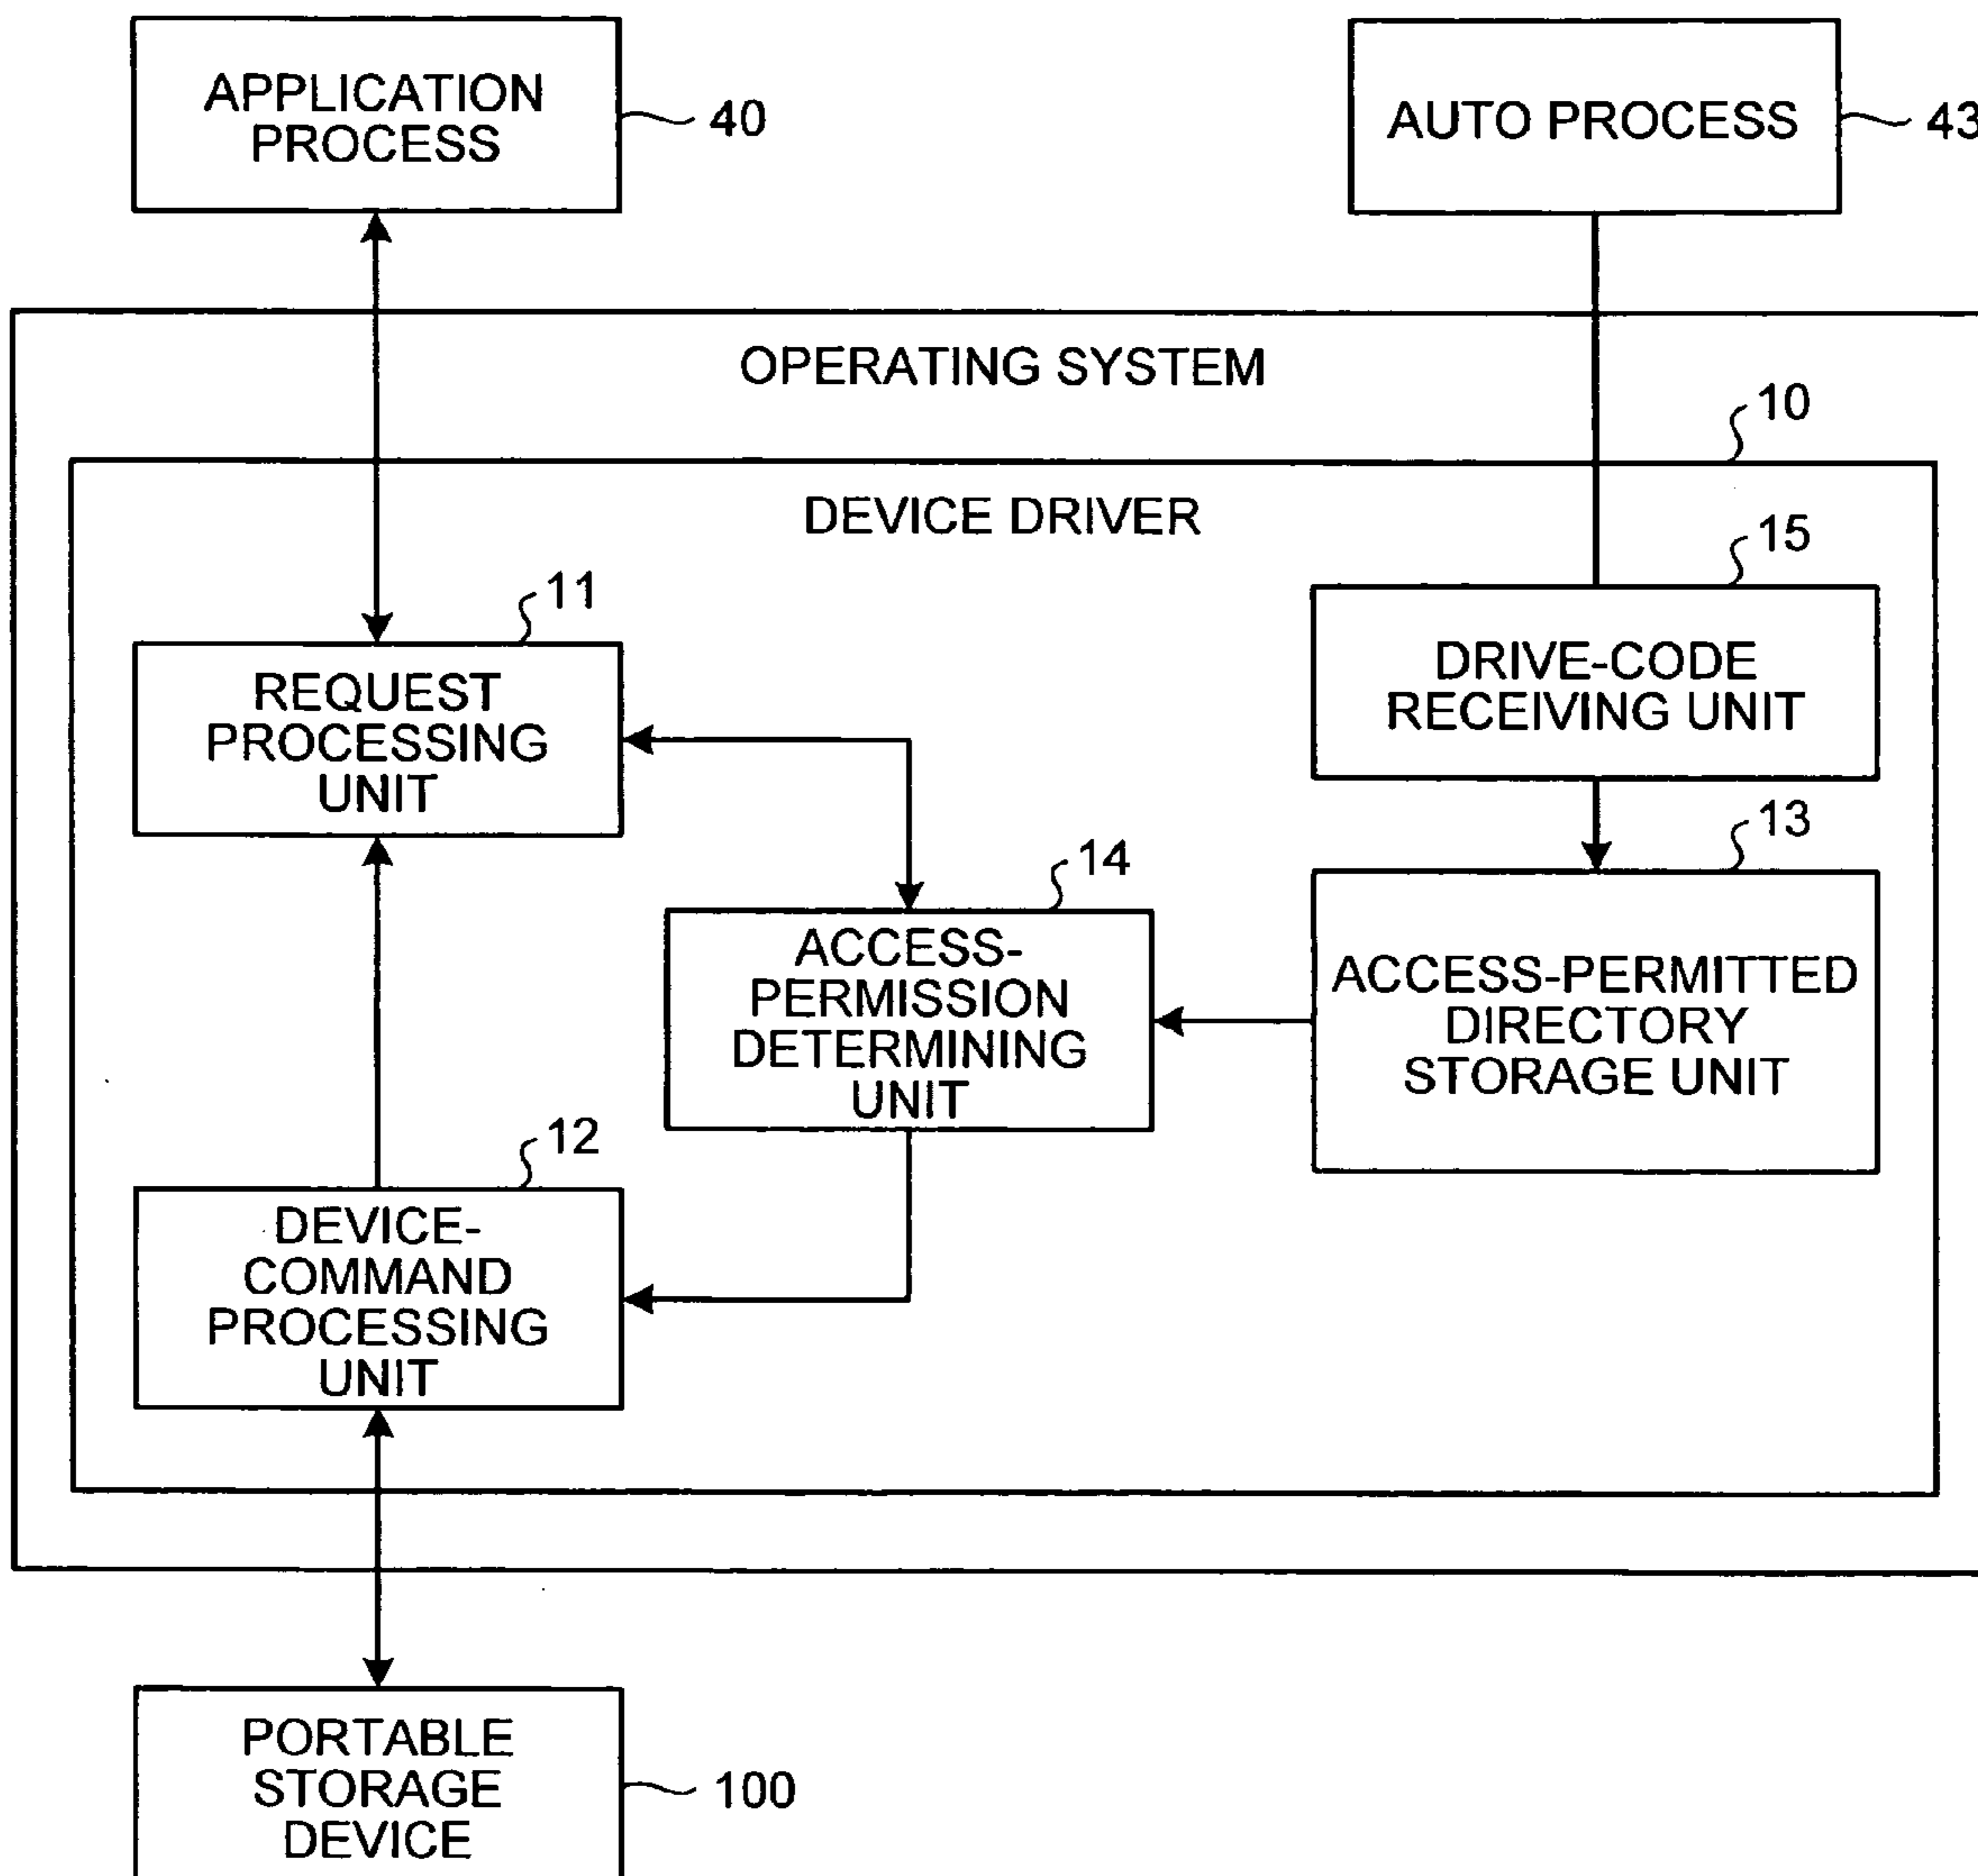 APPLICATION
PROCESS
40
AUTO PROCESS
43
OPERATING SYSTEM
10
DEVICE DRIVER
15
11
DRIVE-CODE
RECEIVING UNIT
REQUEST
PROCESSING
UNIT
13
14
ACCESS-
PERMISSION
DETERMINING
UNIT
ACCESS-PERMITTED
DIRECTORY
STORAGE UNIT
12
DEVICE-
COMMAND
PROCESSING
UNIT
PORTABLE
STORAGE
DEVICE
100